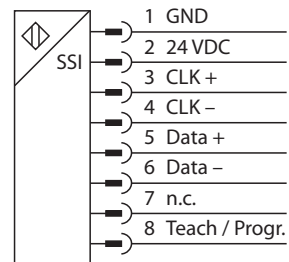 SSI
1 GND
2 24 VDC
3 CLK +
4 CLK –
5 Data +
6 Data –
7 n.c.
8 Teach / Progr.